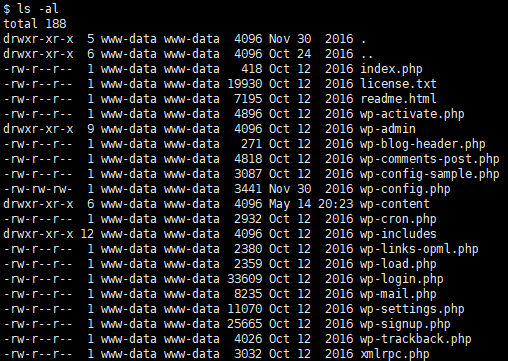 $ ls -al
total 188
drwxr-xr-x  5 www-data www-data  4096 Nov 30  2016 .
drwxr-xr-x  6 www-data www-data  4096 Oct 24  2016 ..
-rw-r--r--  1 www-data www-data   418 Oct 12  2016 index.php
-rw-r--r--  1 www-data www-data 19930 Oct 12  2016 license.txt
-rw-r--r--  1 www-data www-data  7195 Oct 12  2016 readme.html
-rw-r--r--  1 www-data www-data  4896 Oct 12  2016 wp-activate.php
drwxr-xr-x  9 www-data www-data  4096 Oct 12  2016 wp-admin
-rw-r--r--  1 www-data www-data   271 Oct 12  2016 wp-blog-header.php
-rw-r--r--  1 www-data www-data  4818 Oct 12  2016 wp-comments-post.php
-rw-r--r--  1 www-data www-data  3087 Oct 12  2016 wp-config-sample.php
-rw-rw-rw-  1 www-data www-data  3441 Nov 30  2016 wp-config.php
drwxr-xr-x  6 www-data www-data  4096 May 14 20:23 wp-content
-rw-r--r--  1 www-data www-data  2932 Oct 12  2016 wp-cron.php
drwxr-xr-x 12 www-data www-data  4096 Oct 12  2016 wp-includes
-rw-r--r--  1 www-data www-data  2380 Oct 12  2016 wp-links-opml.php
-rw-r--r--  1 www-data www-data  2359 Oct 12  2016 wp-load.php
-rw-r--r--  1 www-data www-data 33609 Oct 12  2016 wp-login.php
-rw-r--r--  1 www-data www-data  8235 Oct 12  2016 wp-mail.php
-rw-r--r--  1 www-data www-data 11070 Oct 12  2016 wp-settings.php
-rw-r--r--  1 www-data www-data 25665 Oct 12  2016 wp-signup.php
-rw-r--r--  1 www-data www-data  4026 Oct 12  2016 wp-trackback.php
-rw-r--r--  1 www-data www-data  3032 Oct 12  2016 xmlrpc.php